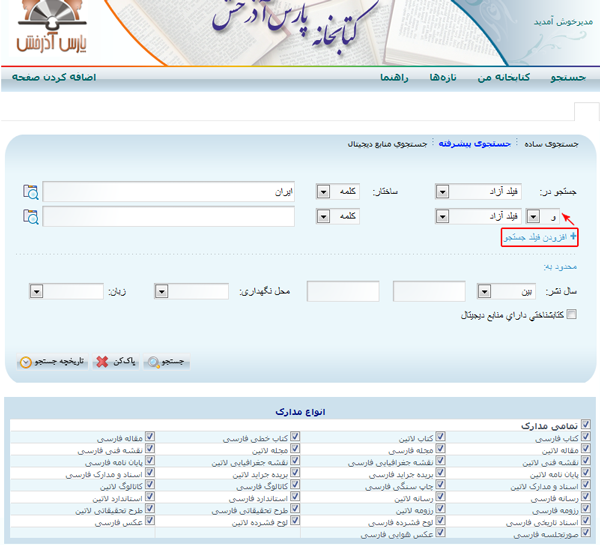 پارس آذرخش
کتابخانه پارس آذرخش
مدیرخوش آمدید
جستجو کتابخانه من تازه‌ها راهنما اضافه کردن صفحه
جستجوی ساده جستجوی پیشرفته جستجوی منابع دیجیتال
جستجو در: فیلد آزاد ساختار: کلمه ایران
و فیلد آزاد کلمه
+ افزودن فیلد جستجو
محدود به:
سال نشر: بین محل نگهداری: زبان:
کتابشناختي داراي منابع ديجيتال
جستجو پاک‌کن تاریخچه جستجو
انواع مدارک
تمامی مدارک
کتاب فارسی کتاب لاتین کتاب خطی فارسی مقاله فارسی
مقاله لاتین مجله فارسی مجله لاتین نقشه فنی فارسی
نقشه فنی لاتین نقشه جغرافیایی فارسی نقشه جغرافیایی لاتین پایان نامه فارسی
پایان نامه لاتین بریده جراید فارسی بریده جراید لاتین اسناد و مدارک فارسی
اسناد و مدارک لاتین چاپ سنگی فارسی کاتالوگ فارسی کاتالوگ لاتین
رسانه فارسی رسانه لاتین استاندارد فارسی استاندارد لاتین
رزومه فارسی رزومه لاتین طرح تحقیقاتی فارسی طرح تحقیقاتی لاتین
اسناد تاریخی فارسی لوح فشرده فارسی لوح فشرده لاتین عکس فارسی
صورتجلسه فارسی عکس هوایی فارسی